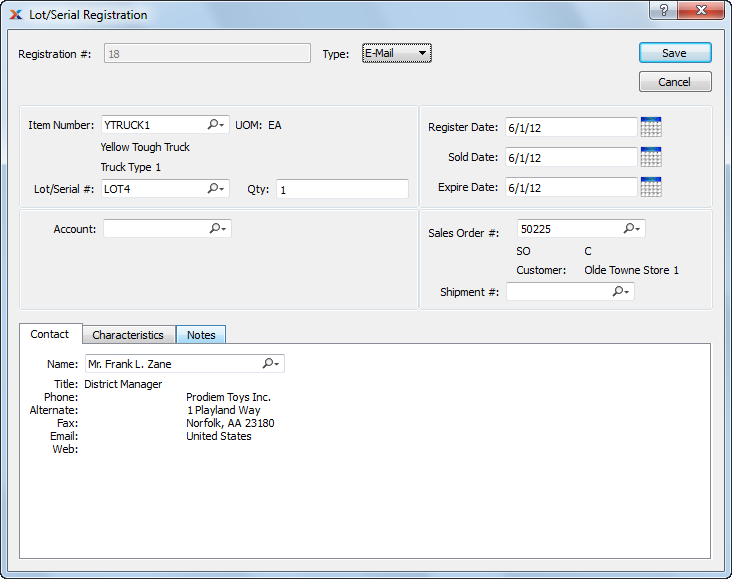 Lot/Serial Registration
?
Registration #: 18 Type: E-Mail Save
Cancel
Item Number: YTRUCK1 UOM: EA
Yellow Tough Truck
Truck Type 1
Lot/Serial #: LOT4 Qty: 1
Register Date: 6/1/12
Sold Date: 6/1/12
Expire Date: 6/1/12
Account:
Sales Order #: 50225
SO C
Customer: Olde Towne Store 1
Shipment #:
Contact Characteristics Notes
Name: Mr. Frank L. Zane
Title: District Manager
Phone: Prodiem Toys Inc.
Alternate: 1 Playland Way
Fax: Norfolk, AA 23180
Email: United States
Web: